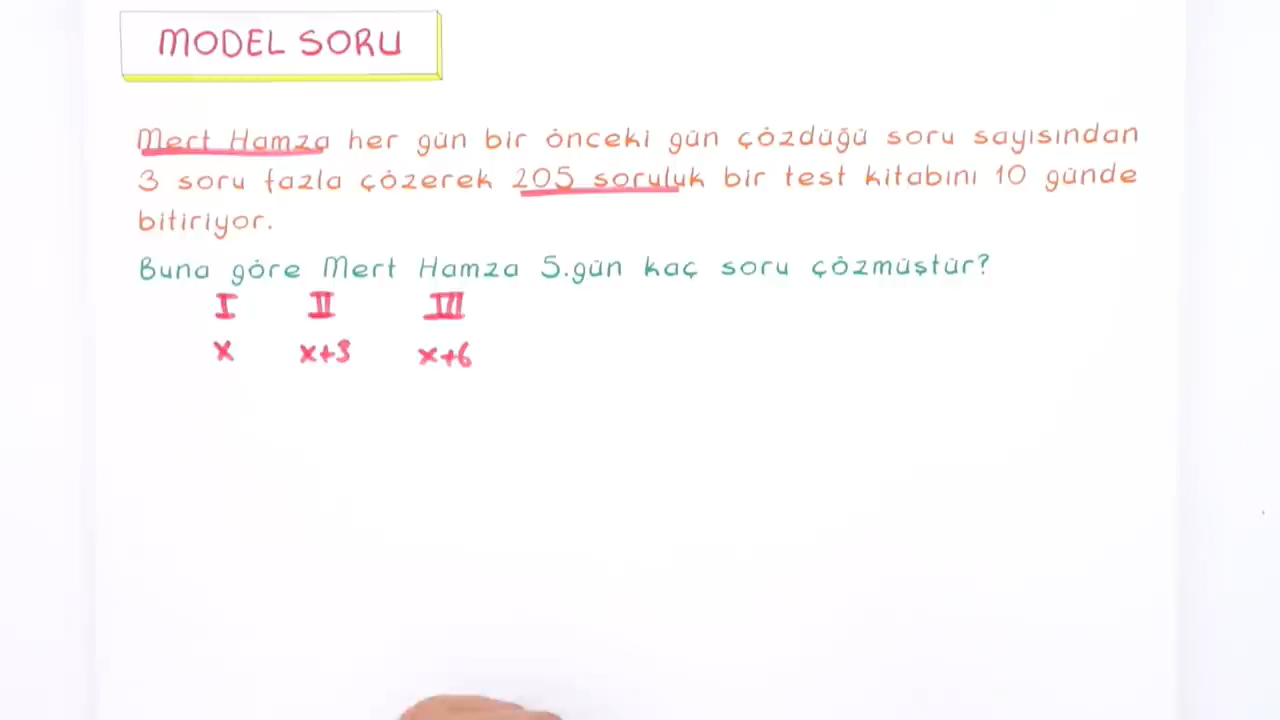 MODEL SORU
Mert Hamza her gün bir önceki gün çözdüğü soru sayısından
3 soru fazla çözerek 205 soruluk bir test kitabını 10 günde
bitiriyor.
Buna göre Mert Hamza 5.gün kaç soru çözmüştür?
I II III
x x+3 x+6